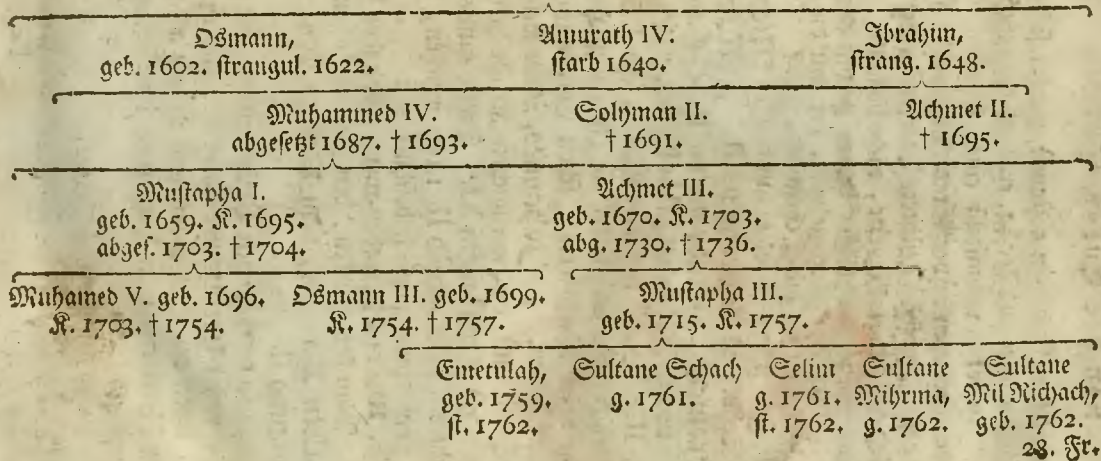 Osmann, Amurath IV. Ibrahim,
geb. 1602. strangul. 1622. starb 1640. strang. 1648.
Muhammed IV. Solyman II. Achmet II.
abgesetzt 1687. † 1693. † 1691. † 1695.
Mustapha I. Achmet III.
geb. 1659. K. 1695. geb. 1670. K. 1703.
abges. 1703. † 1704. abg. 1730. † 1736.
Muhamed V. geb. 1696. Osmann III. geb. 1699. Mustapha III.
K. 1703. † 1754. K. 1754. † 1757. geb. 1715. K. 1757.
Emetulah, Sultane Schach Selim Sultane Sultane
geb. 1759. g. 1761. g. 1761. Mihrma, Mil Richach,
st. 1762. st. 1762. g. 1762. geb. 1762.
28. Fr.